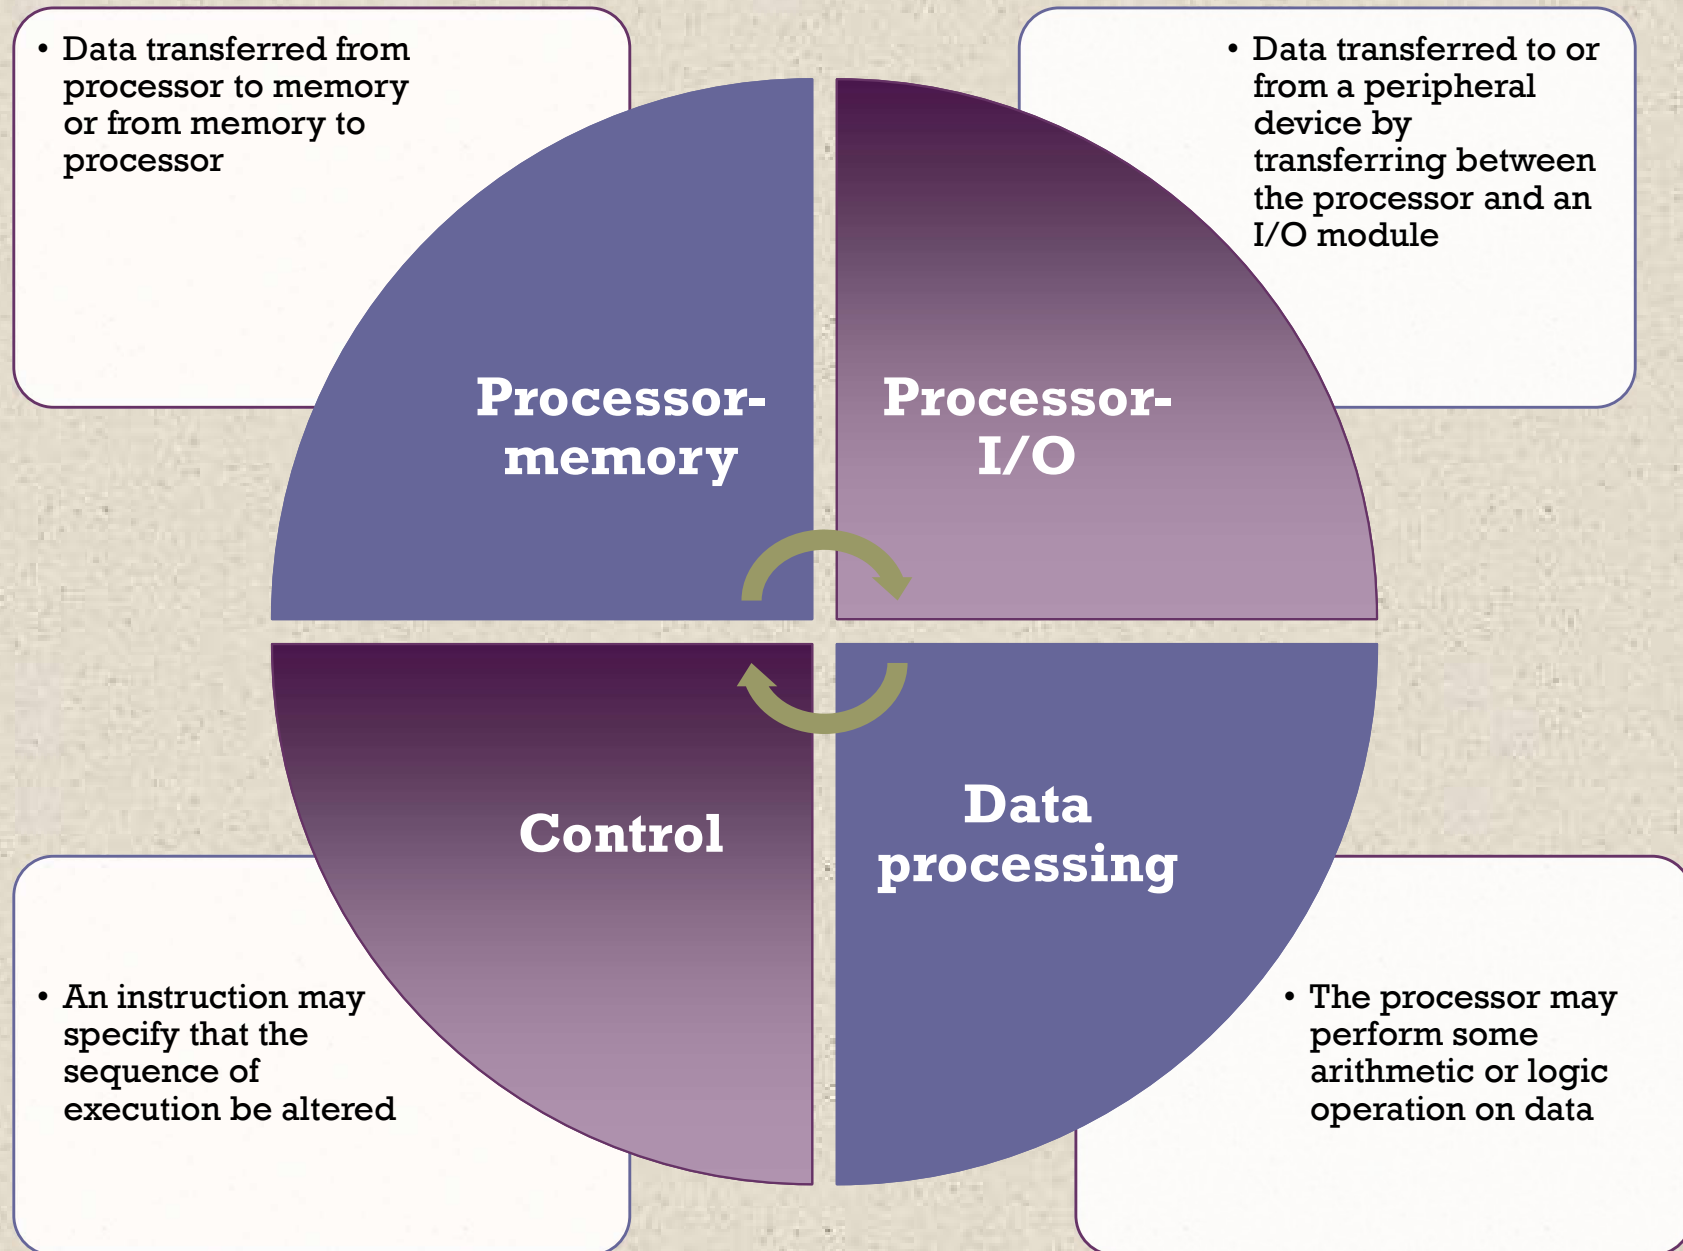 • Data transferred from
processor to memory
or from memory to
processor
• Data transferred to or
from a peripheral
device by
transferring between
the processor and an
I/O module
Processor-
memory
Processor-
I/O
Control
Data
processing
• An instruction may
specify that the
sequence of
execution be altered
• The processor may
perform some
arithmetic or logic
operation on data